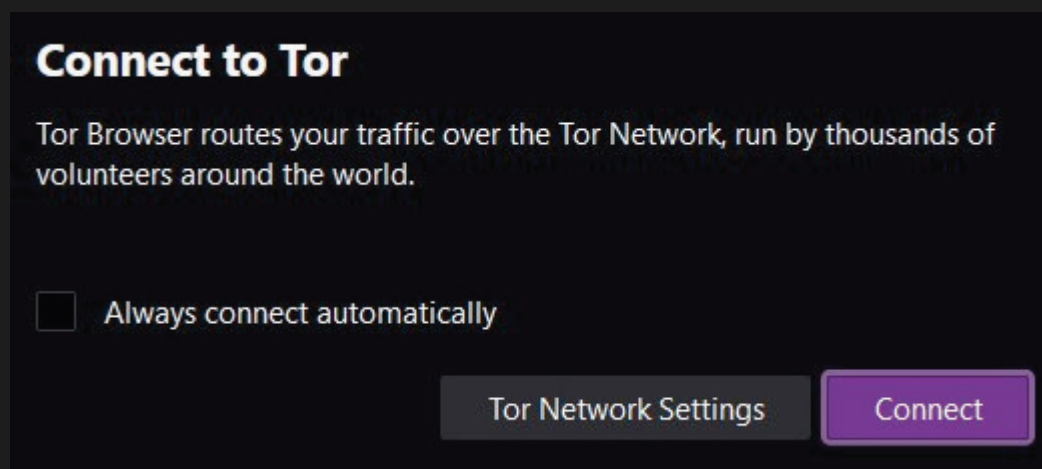 Connect to Tor
Tor Browser routes your traffic over the Tor Network, run by thousands of
volunteers around the world.
Always connect automatically
Tor Network Settings
Connect